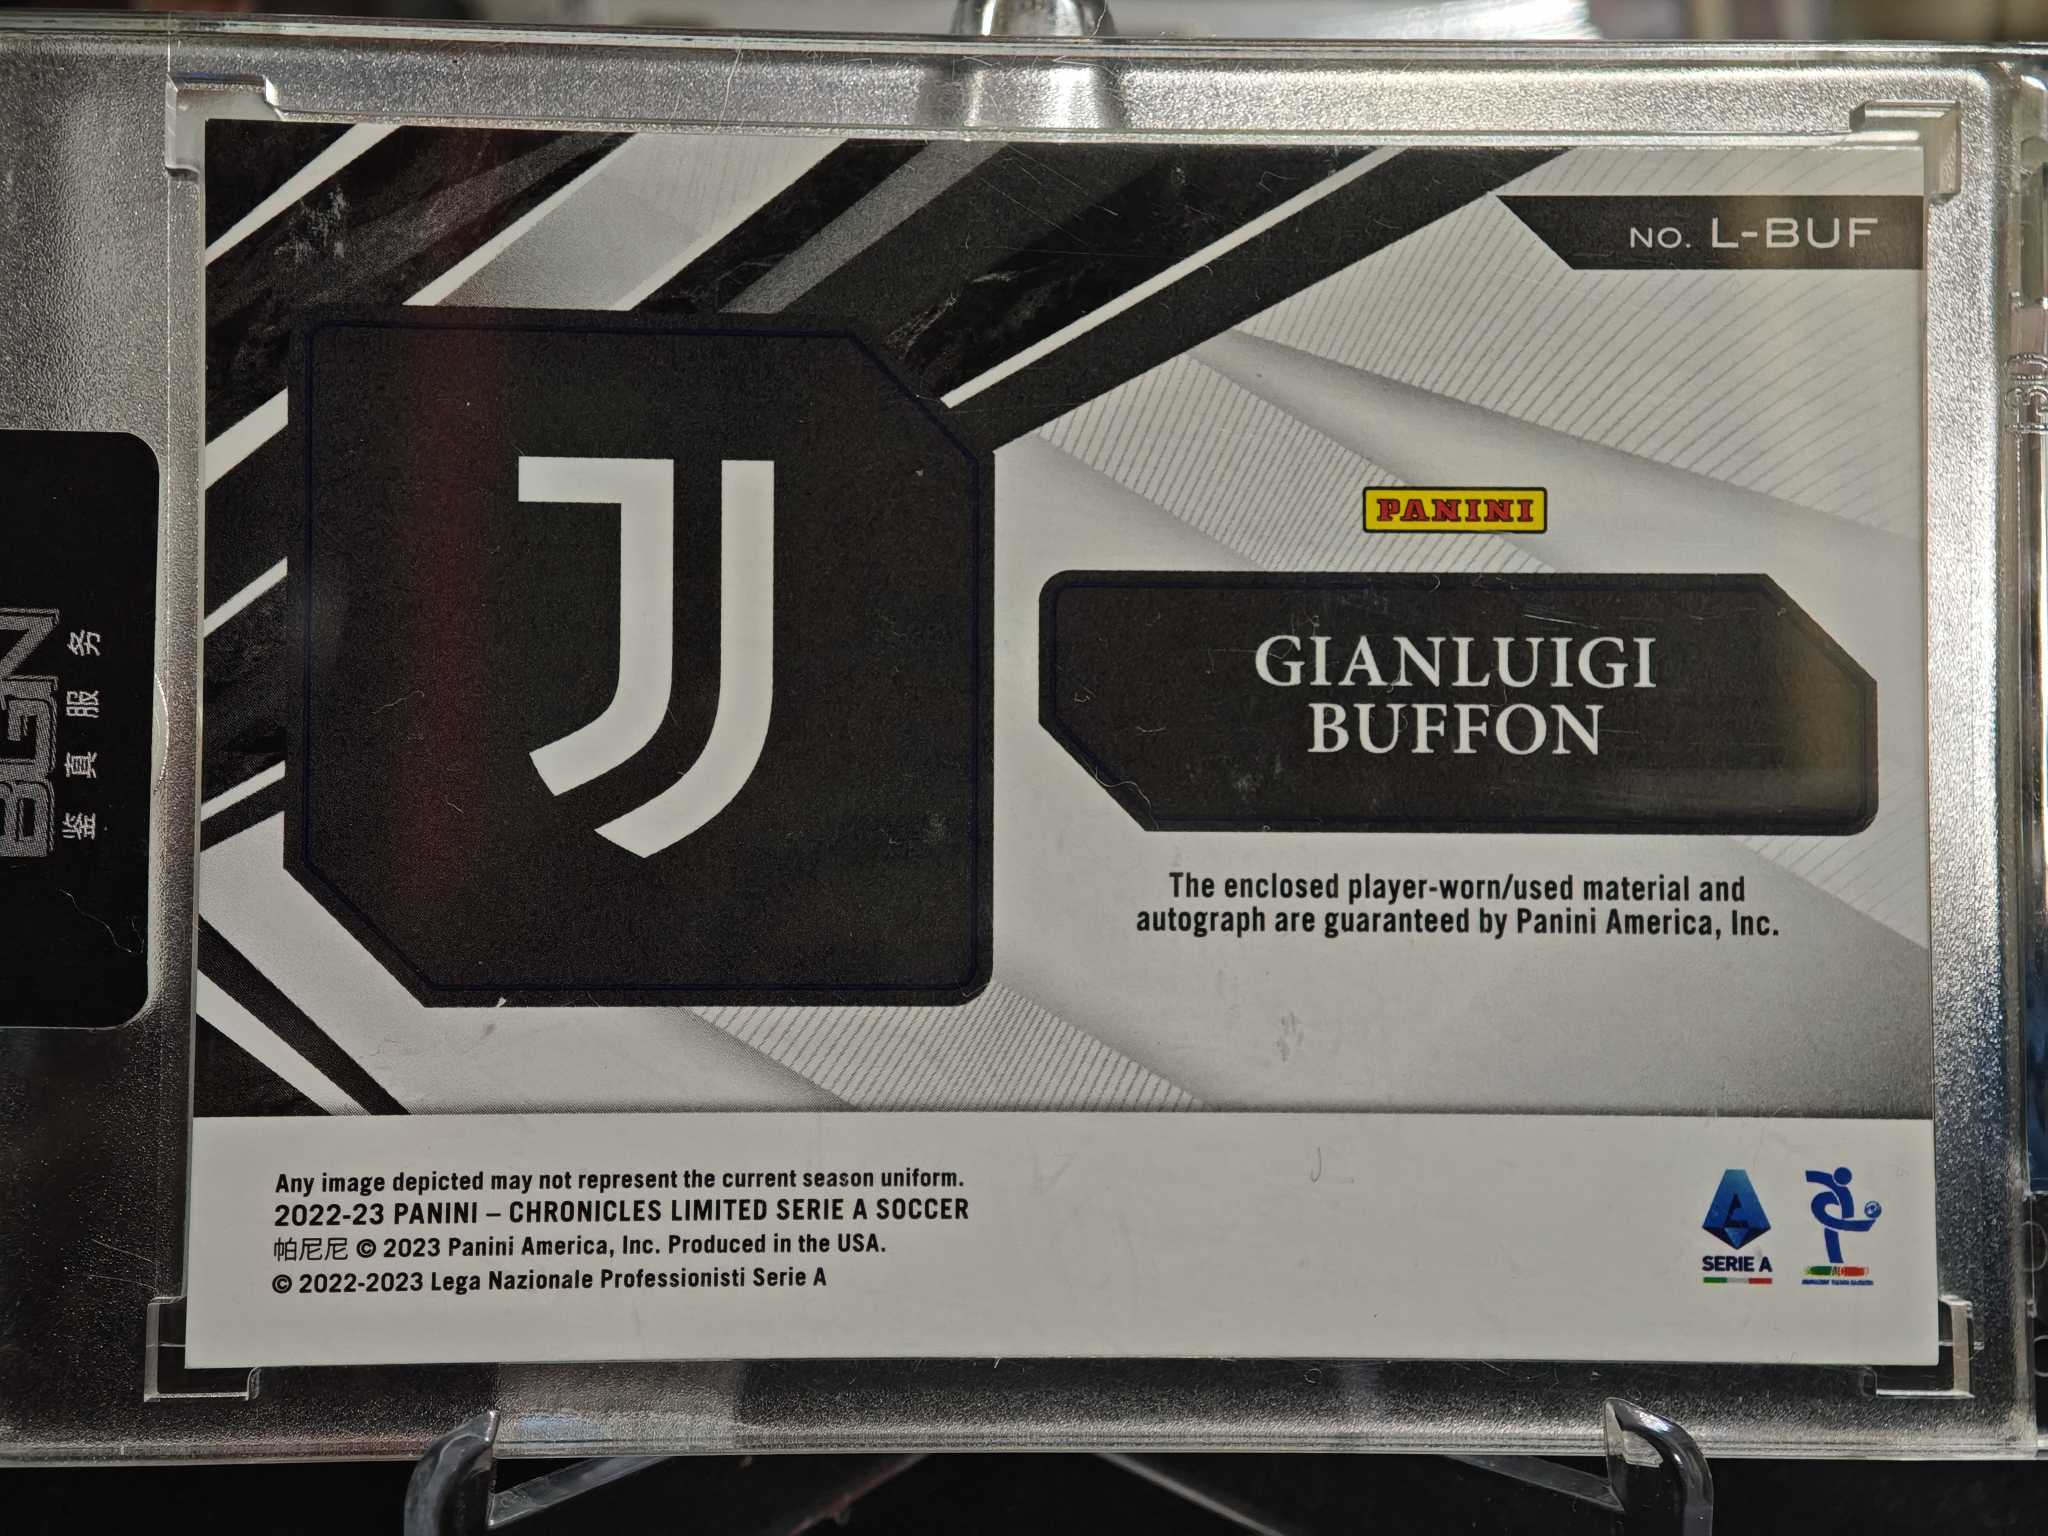 NO. L-BUF
PANINI
GIANLUIGI
BUFFON
The enclosed player-worn/used material and
autograph are guaranteed by Panini America, Inc.
Any image depicted may not represent the current season uniform.
2022-23 PANINI – CHRONICLES LIMITED SERIE A SOCCER
帕尼尼 © 2023 Panini America, Inc. Produced in the USA.
© 2022-2023 Lega Nazionale Professionisti Serie A
SERIE A
鉴真服务